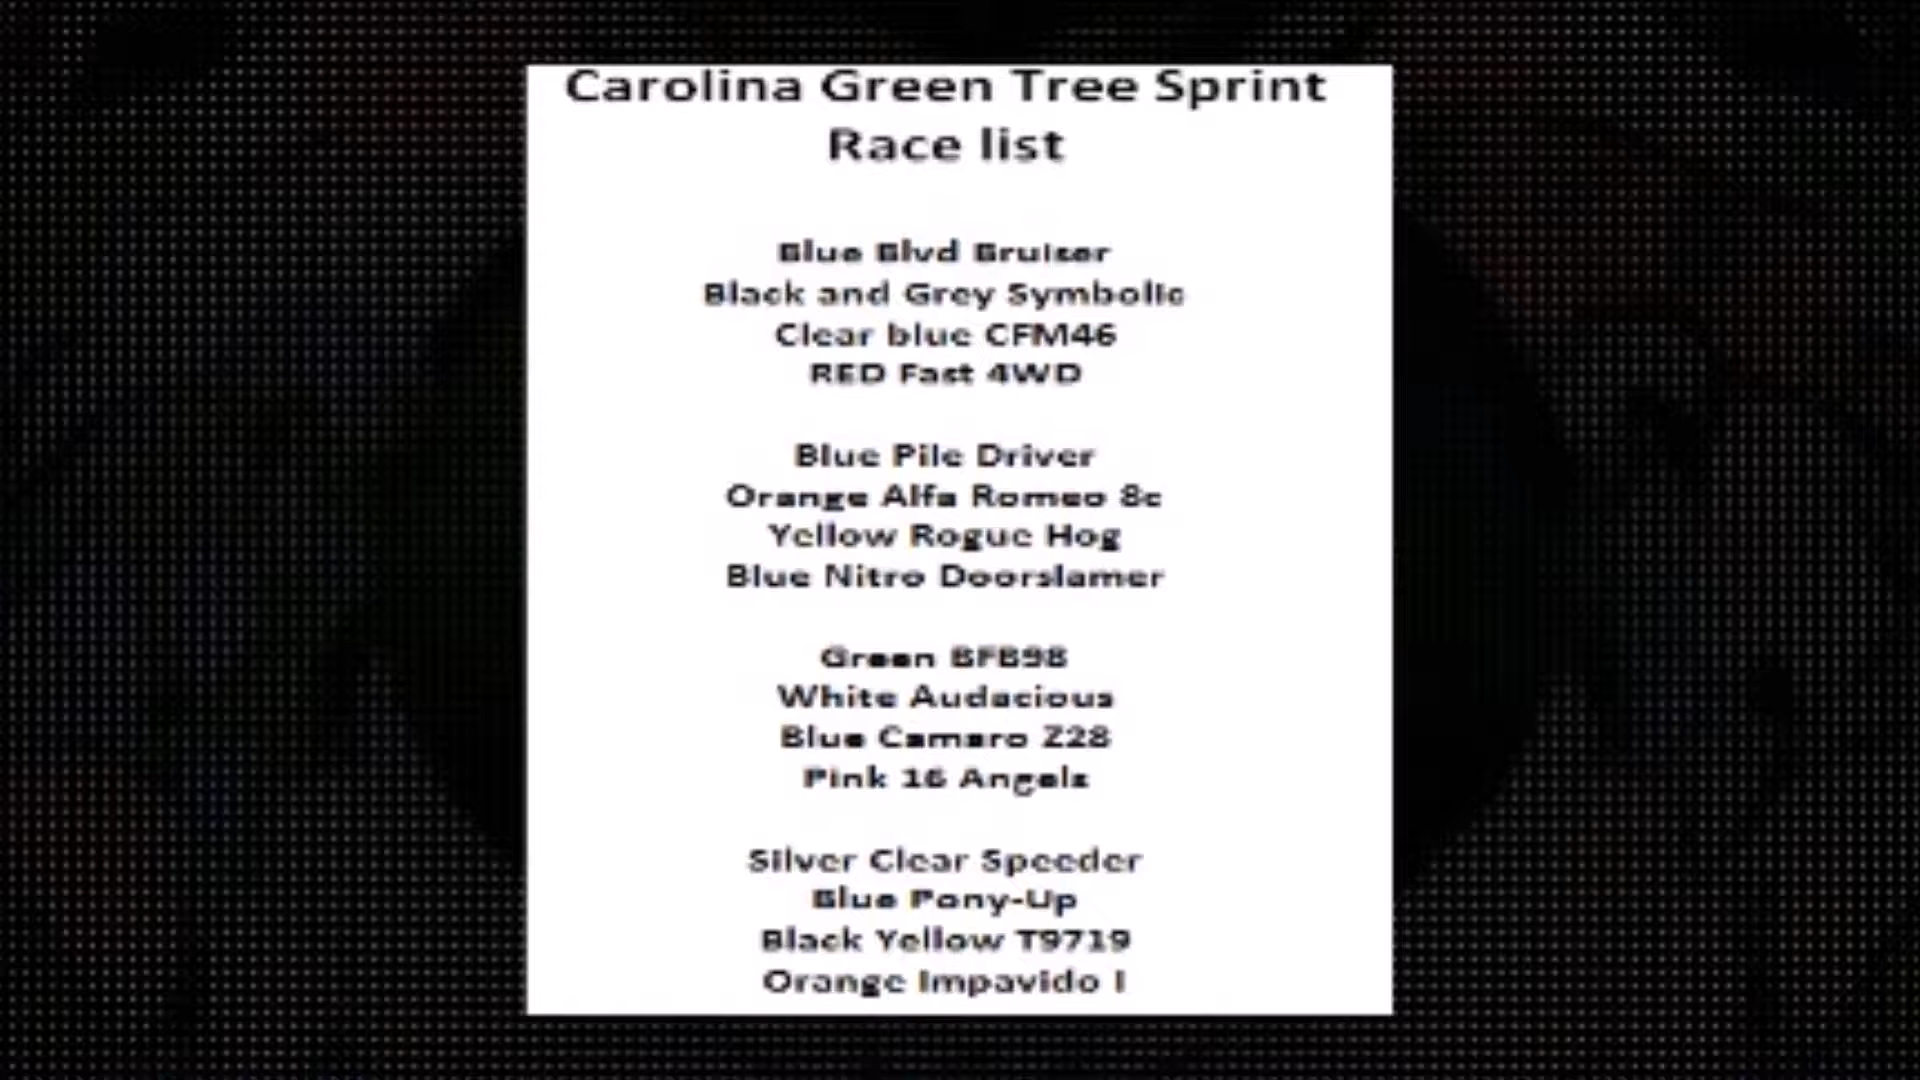 Carolina Green Tree Sprint
Race list
Blue Blvd Bruiser
Black and Grey Symbolic
Clear blue CFM46
RED Fast 4WD
Blue Pile Driver
Orange Alfa Romeo 8c
Yellow Rogue Hog
Blue Nitro Doorslamer
Green BFB98
White Audacious
Blue Camaro Z28
Pink 16 Angels
Silver Clear Speeder
Blue Pony-Up
Black Yellow T9719
Orange Impavido I